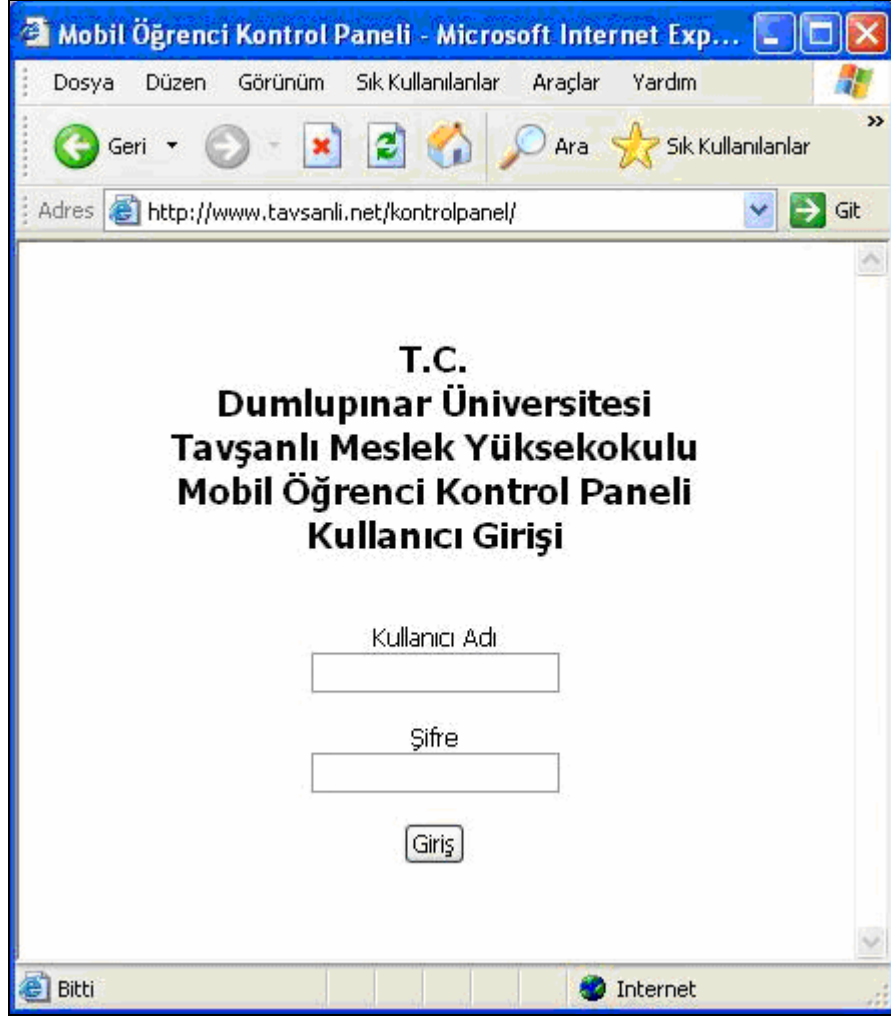 Mobil Öğrenci Kontrol Paneli - Microsoft Internet Exp...
Dosya Düzen Görünüm Sık Kullanılanlar Araçlar Yardım
Geri Ara Sık Kullanılanlar »
Adres http://www.tavsanli.net/kontrolpanel/ Git
T.C.
Dumlupınar Üniversitesi
Tavşanlı Meslek Yüksekokulu
Mobil Öğrenci Kontrol Paneli
Kullanıcı Girişi
Kullanıcı Adı
Şifre
Giriş
Bitti Internet